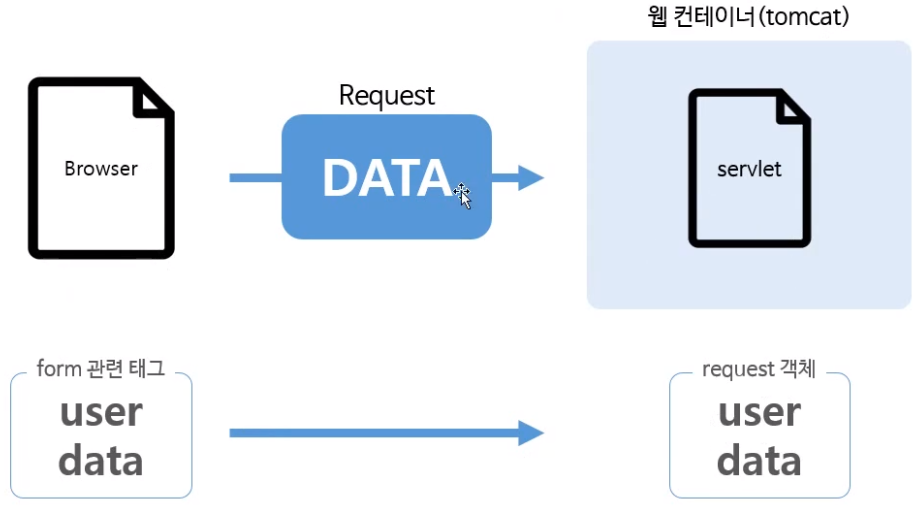 웹 컨테이너(tomcat)
Request
Browser
DATA
servlet
form 관련 태그
user
data
request 객체
user
data